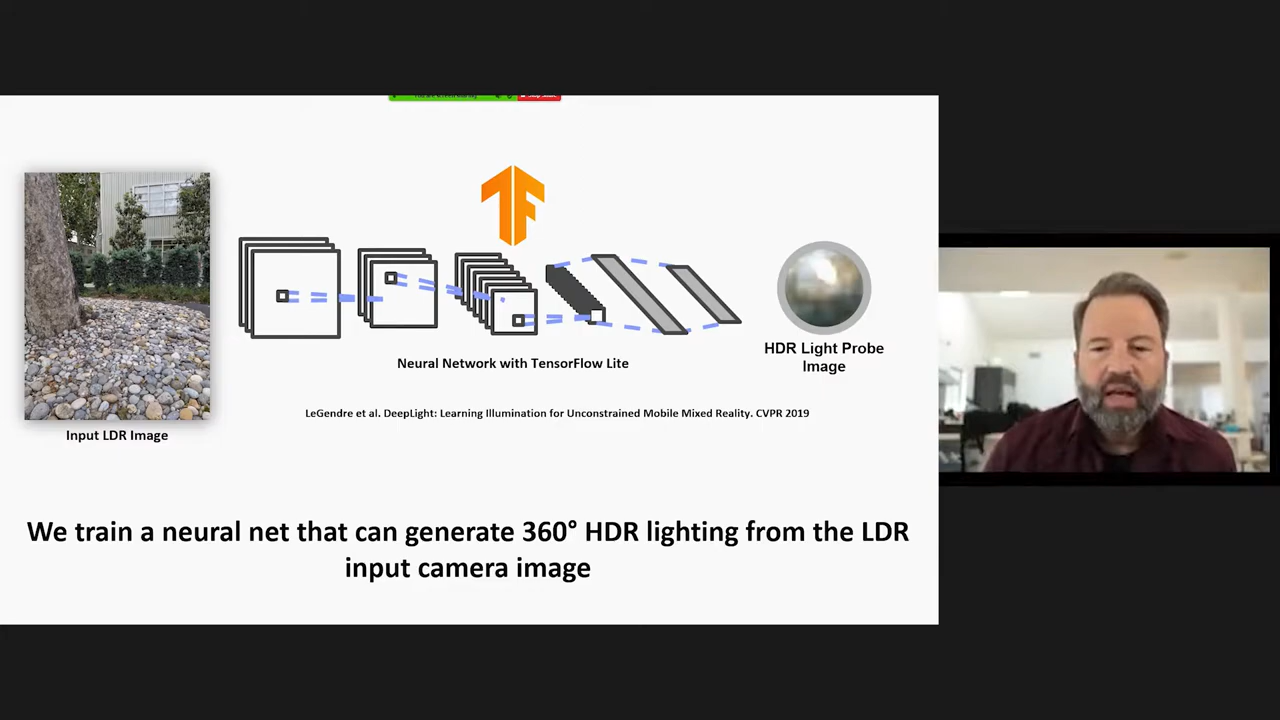 Neural Network with TensorFlow Lite
HDR Light Probe
Image
LeGendre et al. DeepLight: Learning Illumination for Unconstrained Mobile Mixed Reality. CVPR 2019
Input LDR Image
We train a neural net that can generate 360° HDR lighting from the LDR
input camera image